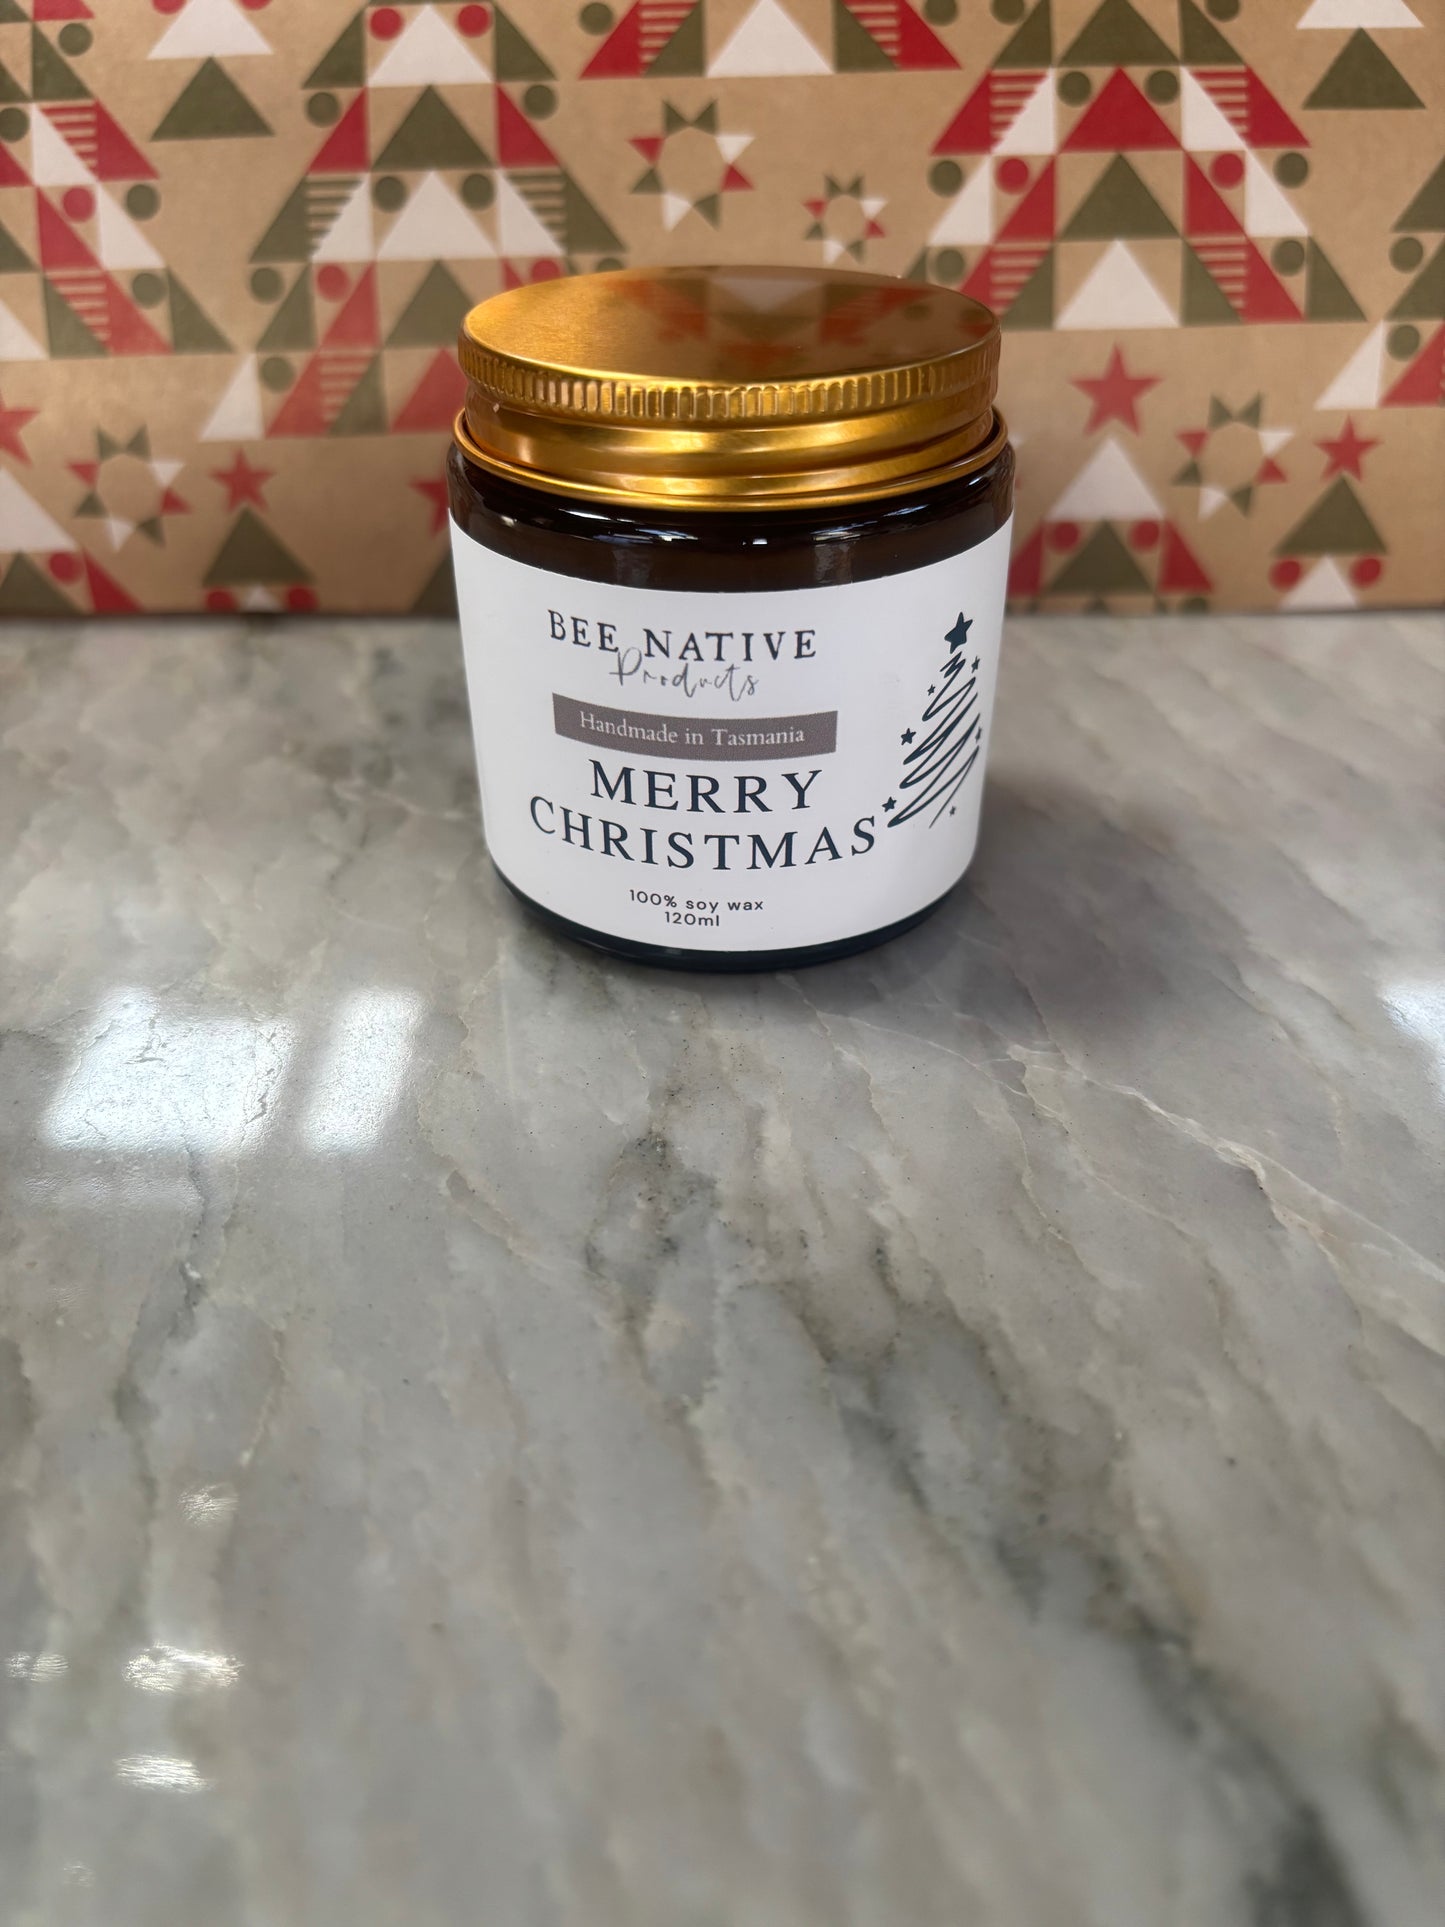 BEE NATIVE
Products
Handmade in Tasmania
MERRY
CHRISTMAS
100% soy wax
120ml